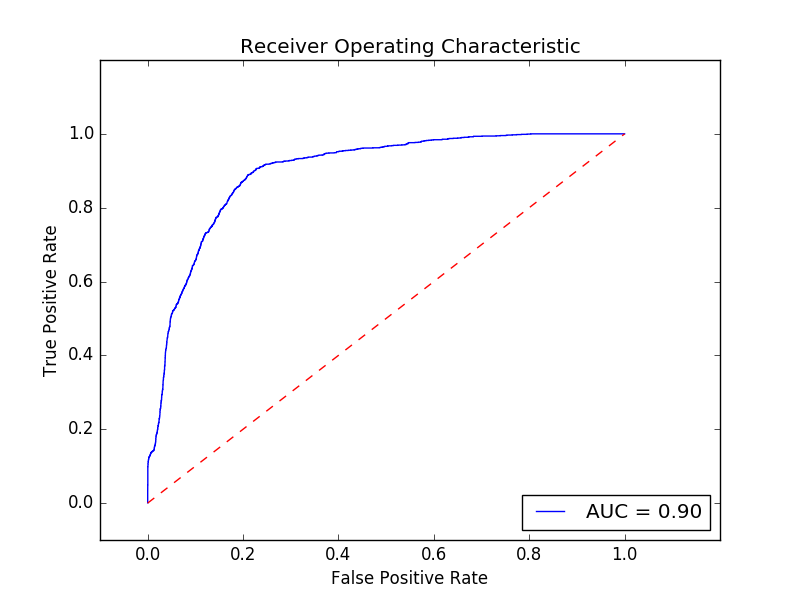 Receiver Operating Characteristic
True Positive Rate
1.0
0.8
0.6
0.4
0.2
0.0
AUC = 0.90
0.0 0.2 0.4 0.6 0.8 1.0
False Positive Rate